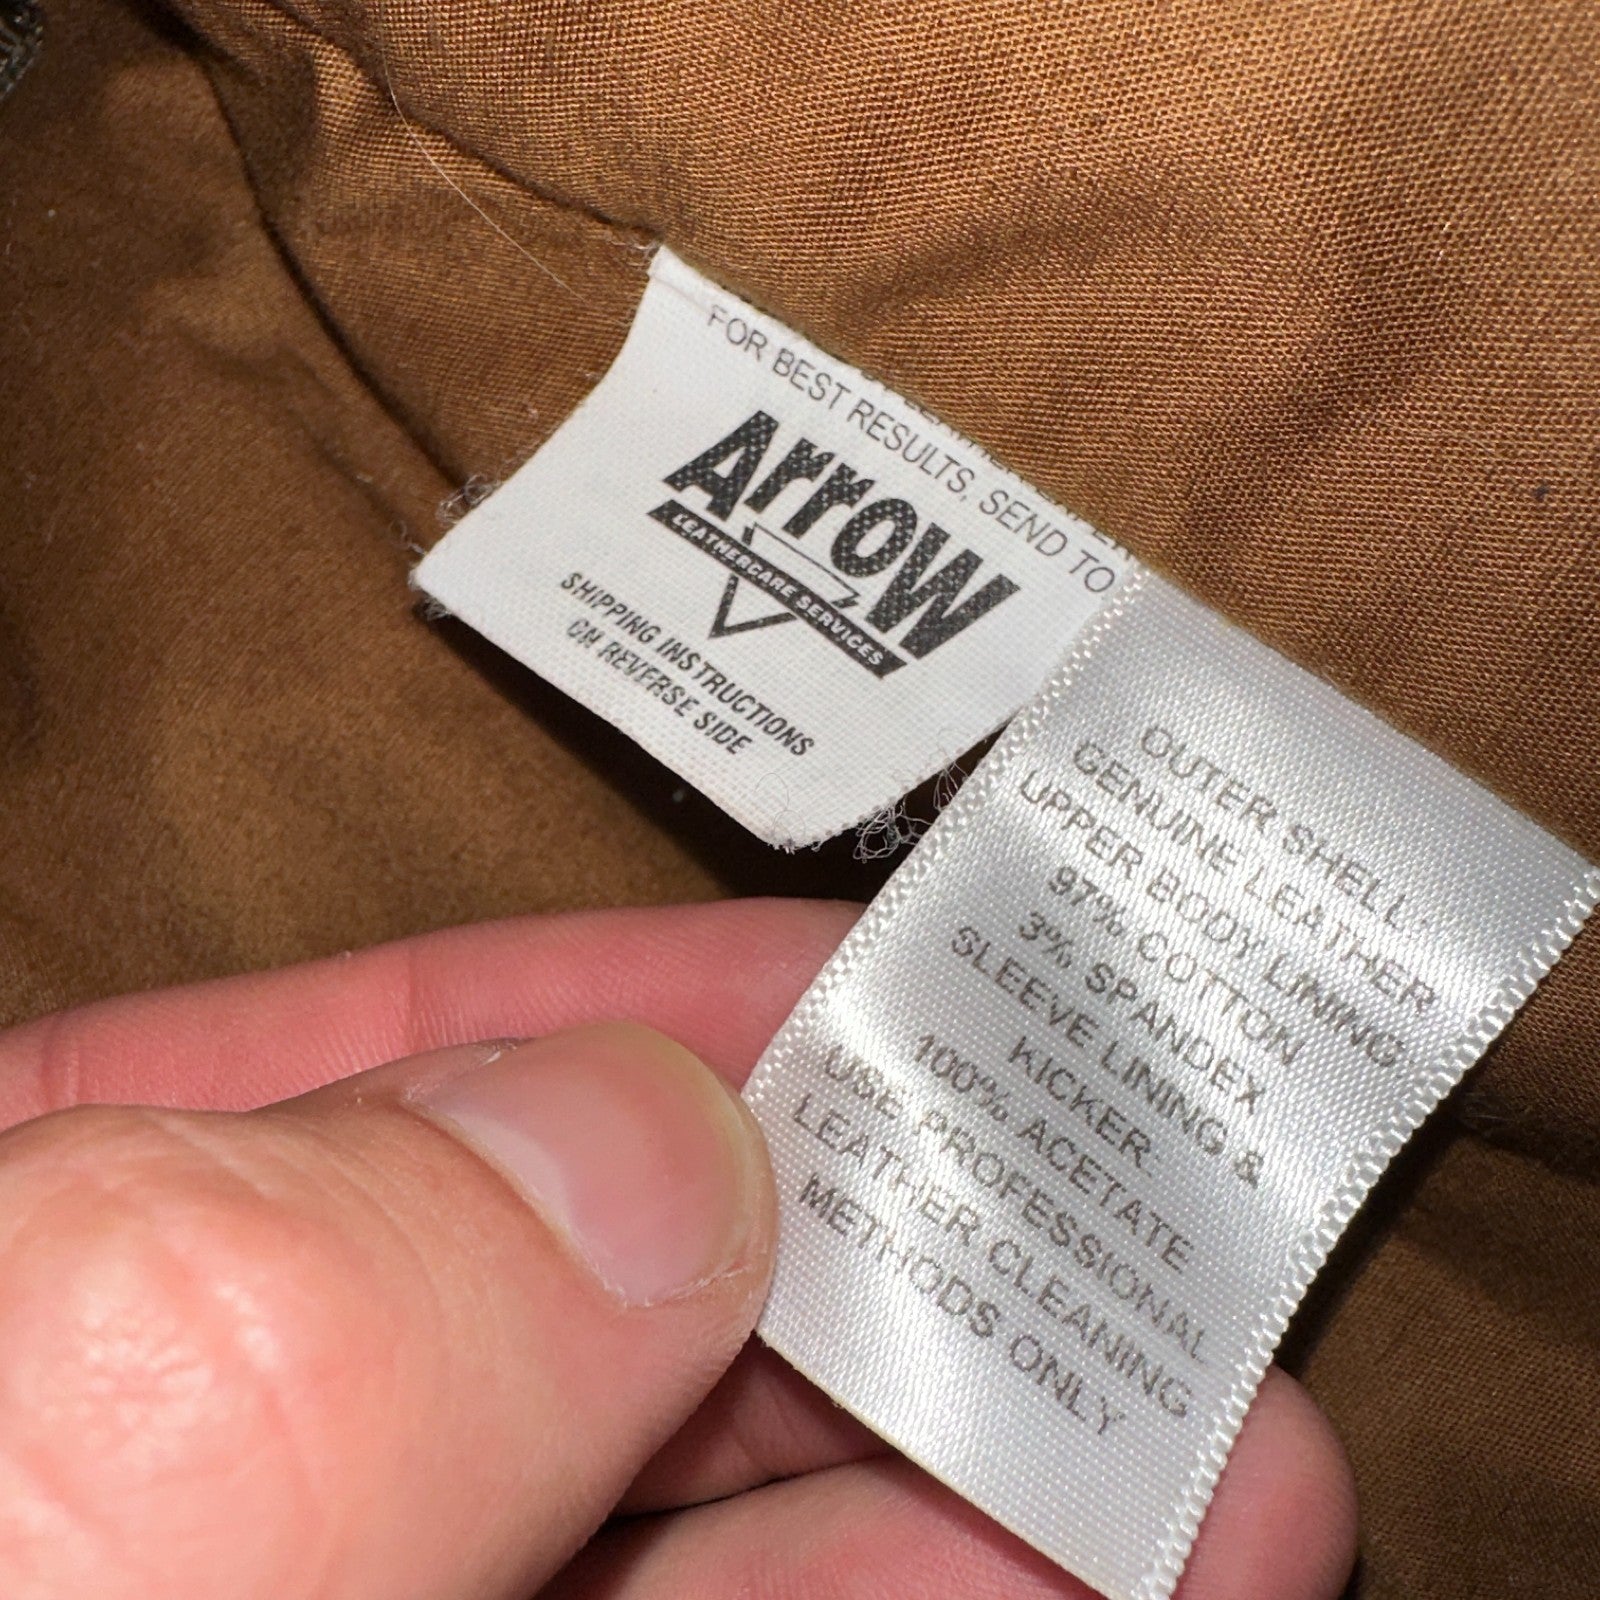 FOR BEST RESULTS, SEND TO
Arrow
LEATHERCARE SERVICES
SHIPPING INSTRUCTIONS
ON REVERSE SIDE
OUTER SHELL:
GENUINE LEATHER
UPPER BODY LINING
97% COTTON
3% SPANDEX
SLEEVE LINING &
KICKER
100% ACETATE
USE PROFESSIONAL
LEATHER CLEANING
METHODS ONLY